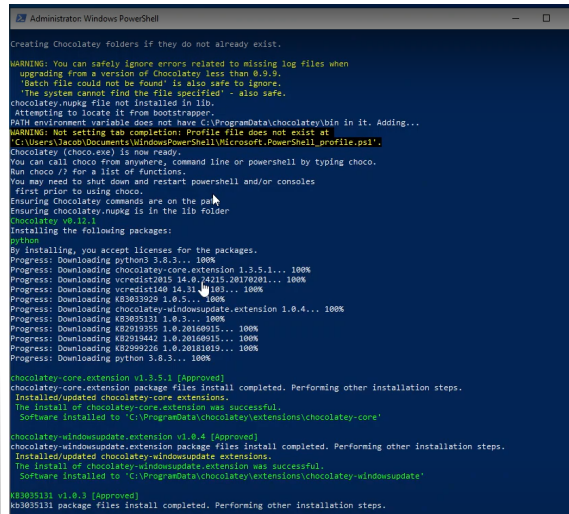 Administrator: Windows PowerShell
Creating Chocolatey folders if they do not already exist.
WARNING: You can safely ignore errors related to missing log files when
upgrading from a version of Chocolatey less than 0.9.9.
'Batch file could not be found' is also safe to ignore.
'The system cannot find the file specified' - also safe.
chocolatey.nupkg file not installed in lib.
Attempting to locate it from bootstrapper.
PATH environment variable does not have C:\ProgramData\chocolatey\bin in it. Adding...
WARNING: Not setting tab completion: Profile file does not exist at
'C:\Users\Jacob\Documents\WindowsPowerShell\Microsoft.PowerShell_profile.ps1'.
Chocolatey (choco.exe) is now ready.
You can call choco from anywhere, command line or powershell by typing choco.
Run choco /? for a list of functions.
You may need to shut down and restart powershell and/or consoles
first prior to using choco.
Ensuring Chocolatey commands are on the path
Ensuring chocolatey.nupkg is in the lib folder
Chocolatey v0.12.1
Installing the following packages:
python
By installing, you accept licenses for the packages.
Progress: Downloading python3 3.8.3... 100%
Progress: Downloading chocolatey-core.extension 1.3.5.1... 100%
Progress: Downloading vcredist2015 14.0.24215.20170201... 100%
Progress: Downloading vcredist140 14.31 103... 100%
Progress: Downloading KB3033929 1.0.5... 100%
Progress: Downloading chocolatey-windowsupdate.extension 1.0.4... 100%
Progress: Downloading KB3035131 1.0.3... 100%
Progress: Downloading KB2919355 1.0.20160915... 100%
Progress: Downloading KB2919442 1.0.20160915... 100%
Progress: Downloading KB2999226 1.0.20181019... 100%
Progress: Downloading python 3.8.3... 100%
chocolatey-core.extension v1.3.5.1 [Approved]
chocolatey-core.extension package files install completed. Performing other installation steps.
Installed/updated chocolatey-core extensions.
The install of chocolatey-core.extension was successful.
Software installed to 'C:\ProgramData\chocolatey\extensions\chocolatey-core'
chocolatey-windowsupdate.extension v1.0.4 [Approved]
chocolatey-windowsupdate.extension package files install completed. Performing other installation steps.
Installed/updated chocolatey-windowsupdate extensions.
The install of chocolatey-windowsupdate.extension was successful.
Software installed to 'C:\ProgramData\chocolatey\extensions\chocolatey-windowsupdate'
KB3035131 v1.0.3 [Approved]
kb3035131 package files install completed. Performing other installation steps.